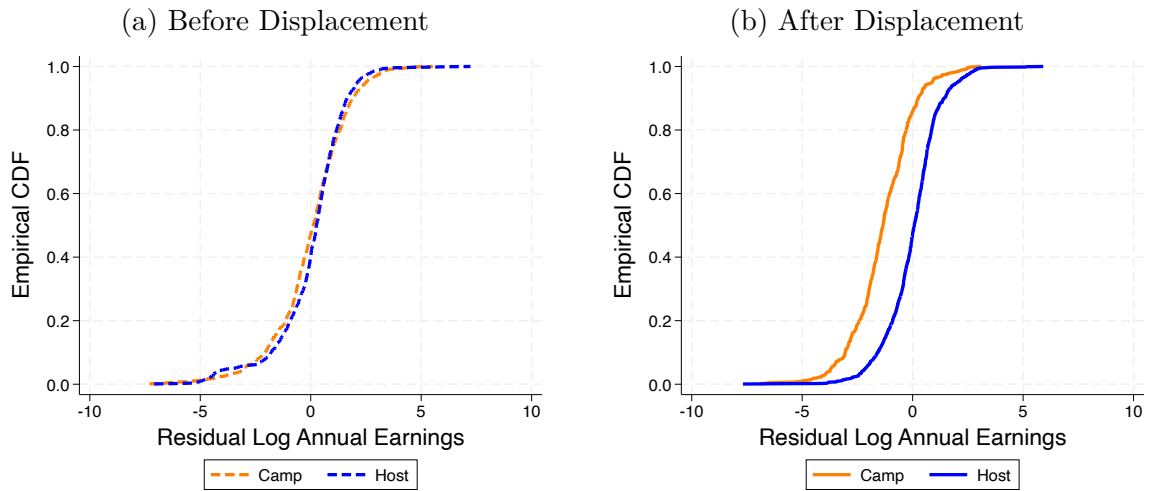 (a) Before Displacement
1.0
0.8
0.6
0.4
0.2
0.0
Empirical CDF
-10
-5
0
5
10
Residual Log Annual Earnings
Camp
Host
(b) After Displacement
1.0
0.8
0.6
0.4
0.2
0.0
Empirical CDF
-10
-5
0
5
10
Residual Log Annual Earnings
Camp
Host